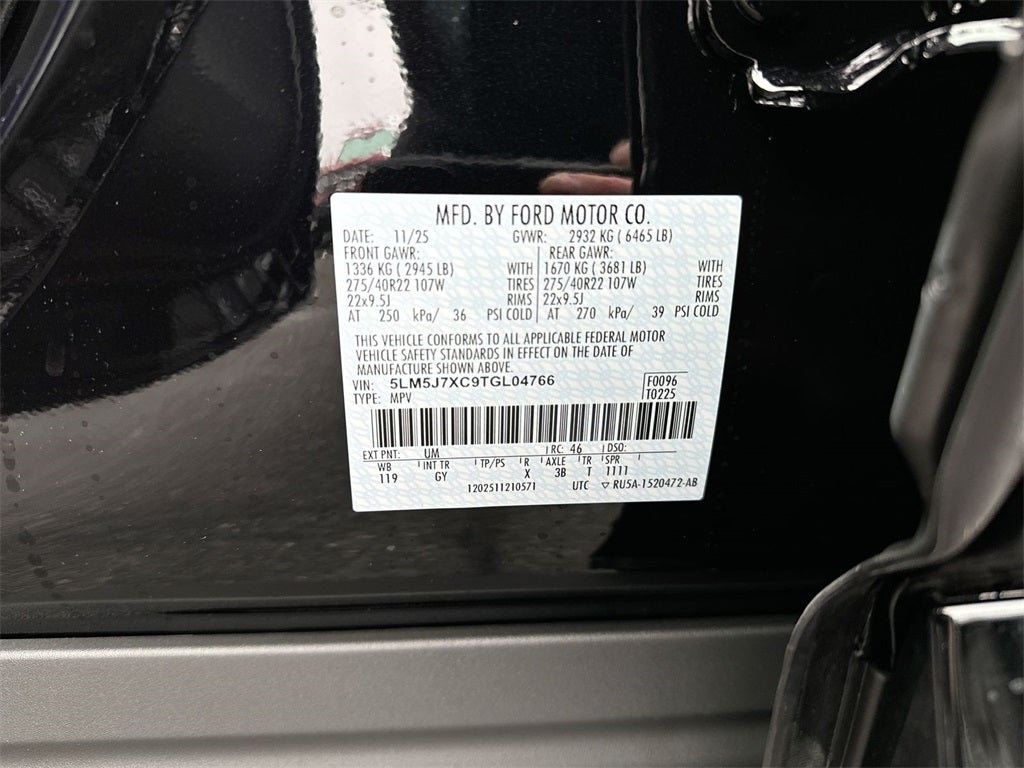 MFD. BY FORD MOTOR CO.
DATE: 11/25 GVWR: 2932 KG ( 6465 LB)
FRONT GAWR: REAR GAWR:
1336 KG ( 2945 LB) WITH 1670 KG ( 3681 LB) WITH
275/40R22 107W TIRES 275/40R22 107W TIRES
22x9.5J RIMS 22x9.5J RIMS
AT 250 kPa/ 36 PSI COLD AT 270 kPa/ 39 PSI COLD
THIS VEHICLE CONFORMS TO ALL APPLICABLE FEDERAL MOTOR
VEHICLE SAFETY STANDARDS IN EFFECT ON THE DATE OF
MANUFACTURE SHOWN ABOVE.
VIN: 5LM5J7XC9TGL04766 F0096
TYPE: MPV T0225
EXT PNT: UM RC: 46 DSO:
WB INT TR TP/PS R AXLE TR SPR
119 GY X 3B T 1111
1202511210571 UTC ▽ RU5A-1520472-AB